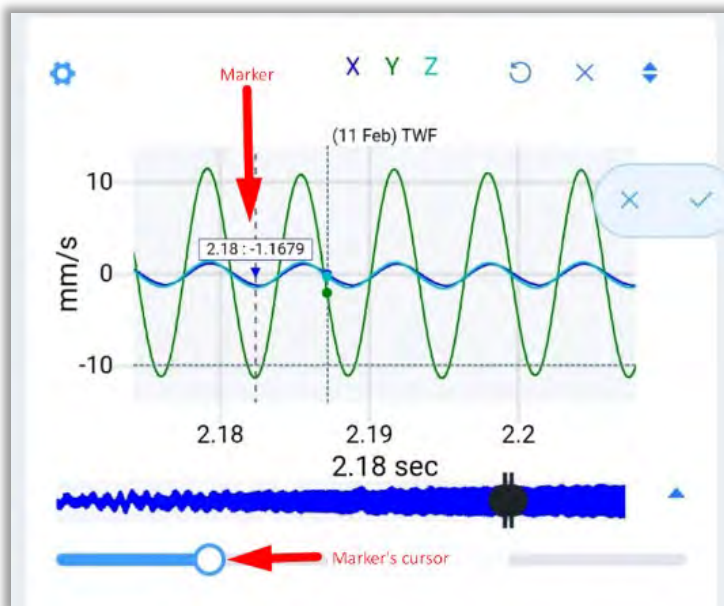 Marker
X Y Z
(11 Feb) TWF
10
2.18 : -1.1679
0
-10
mm/s
2.18 2.19 2.2
2.18 sec
Marker's cursor